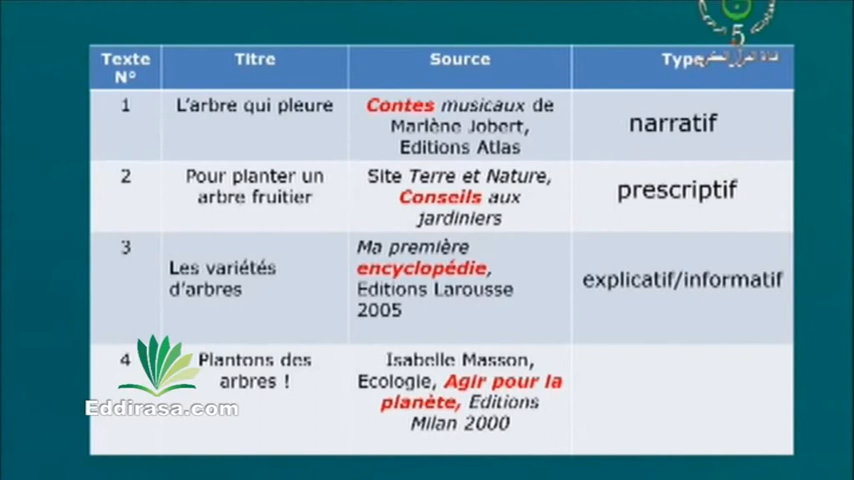 5
Texte N°
Titre
Source
Type
1
L'arbre qui pleure
Contes musicaux de
Marlène Jobert,
Editions Atlas
narratif
2
Pour planter un
arbre fruitier
Site Terre et Nature,
Conseils aux
jardiniers
prescriptif
3
Les variétés
d'arbres
Ma première
encyclopédie,
Editions Larousse
2005
explicatif/informatif
4
Plantons des
arbres !
Isabelle Masson,
Ecologie, Agir pour la
planète, Editions
Milan 2000
Eddirasa.com